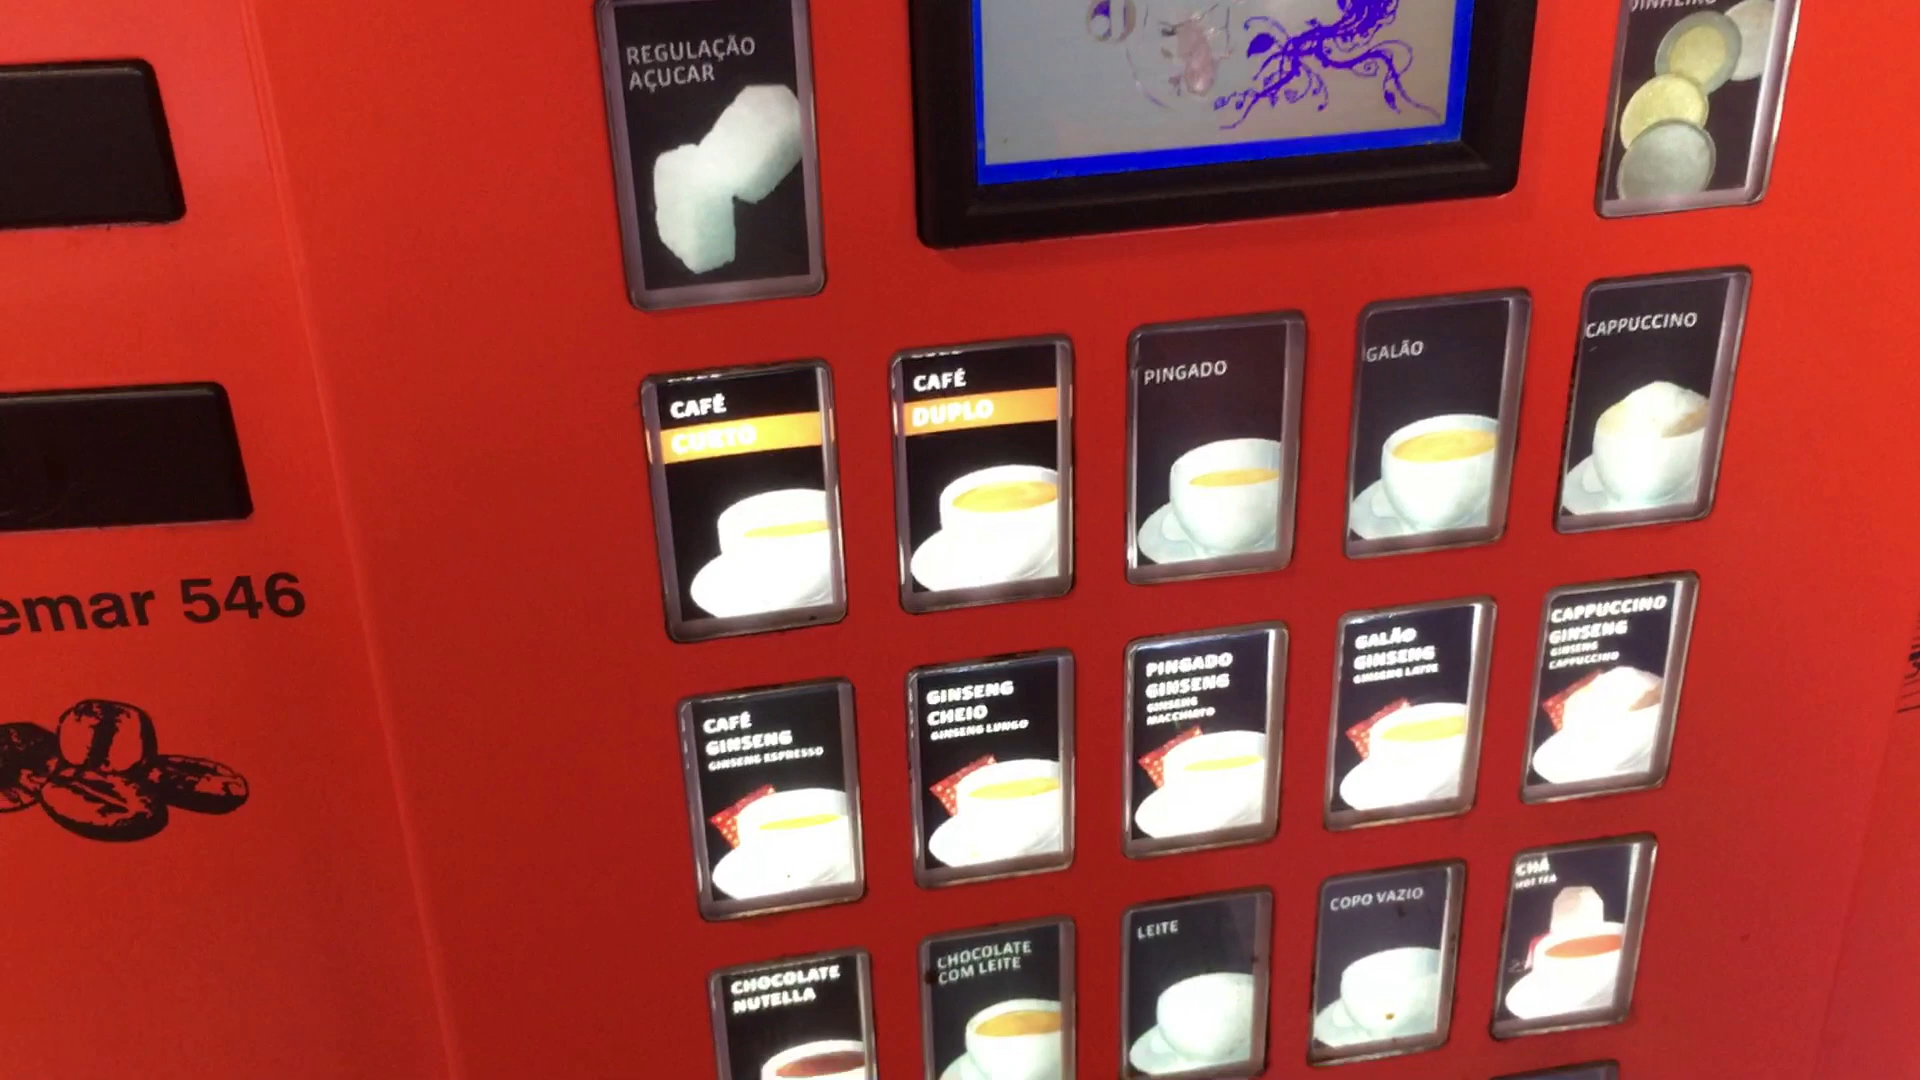 REGULAÇÃO
AÇUCAR
DINHEIRO
CAFÉ
CURTO
CAFÉ
DUPLO
PINGADO
GALÃO
CAPPUCCINO
emar 546
CAFÉ
GINSENG
GINSENG ESPRESSO
GINSENG
CHEIO
GINSENG LUNGO
PINGADO
GINSENG
GINSENG
MACCHIATO
GALÃO
GINSENG
GINSENG LATTE
CAPPUCCINO
GINSENG
GINSENG
CAPPUCCINO
CHOCOLATE
NUTELLA
CHOCOLATE
COM LEITE
LEITE
COPO VAZIO
CHÁ
HOT TEA